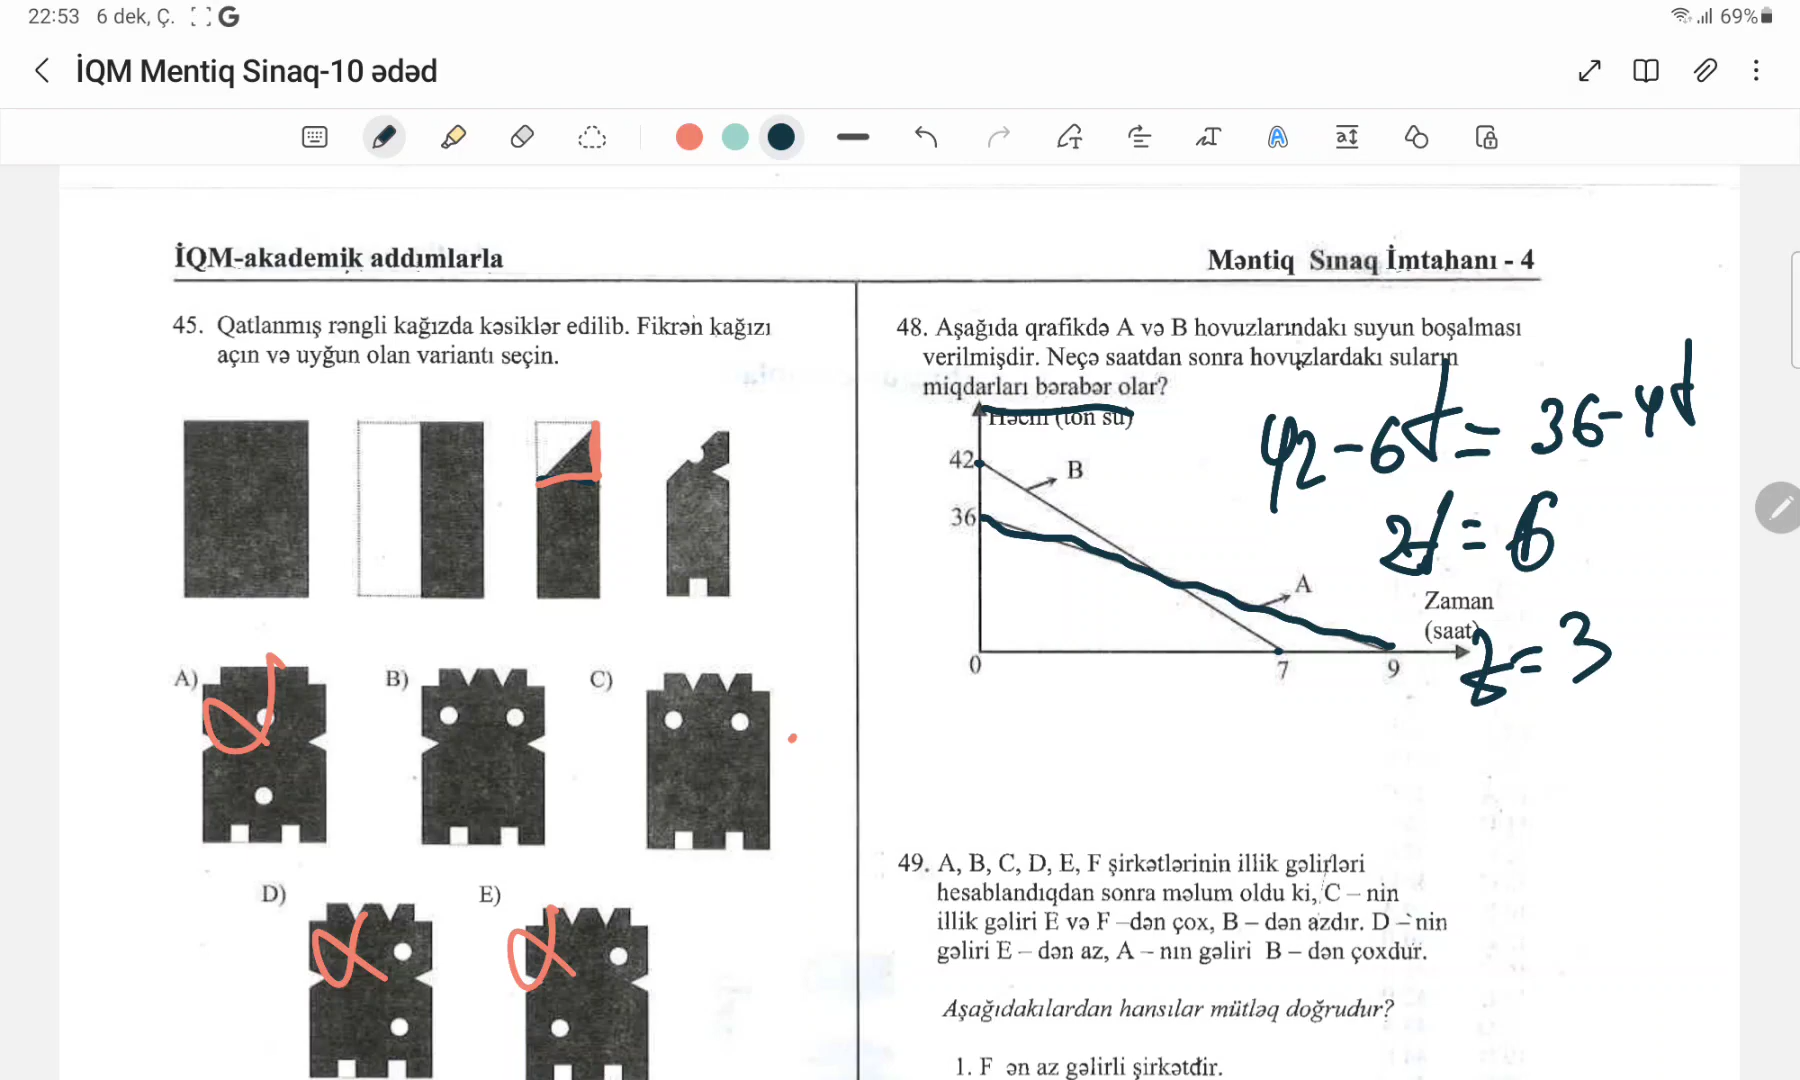 22:53 6 dek, Ç. G
69%
İQM Mentiq Sinaq-10 ədəd
İQM-akademik addımlarla
Məntiq Sınaq İmtahanı - 4
45. Qatlanmış rəngli kağızda kəsiklər edilib. Fikrən kağızı
açın və uyğun olan variantı seçin.
A)
B)
C)
D)
E)
48. Aşağıda qrafikdə A və B hovuzlarındakı suyun boşalması
verilmişdir. Neçə saatdan sonra hovuzlardakı suların
miqdarları bərabər olar?
Həcm (ton su)
42
B
36
A
Zaman
(saat)
0
7
9
42-6t=36-4t
2t=6
t=3
49. A, B, C, D, E, F şirkətlərinin illik gəlirləri
hesablandıqdan sonra məlum oldu ki, C – nin
illik gəliri E və F –dən çox, B – dən azdır. D – nin
gəliri E – dən az, A – nın gəliri B – dən çoxdur.
Aşağıdakılardan hansılar mütləq doğrudur?
1. F ən az gəlirli şirkətdir.